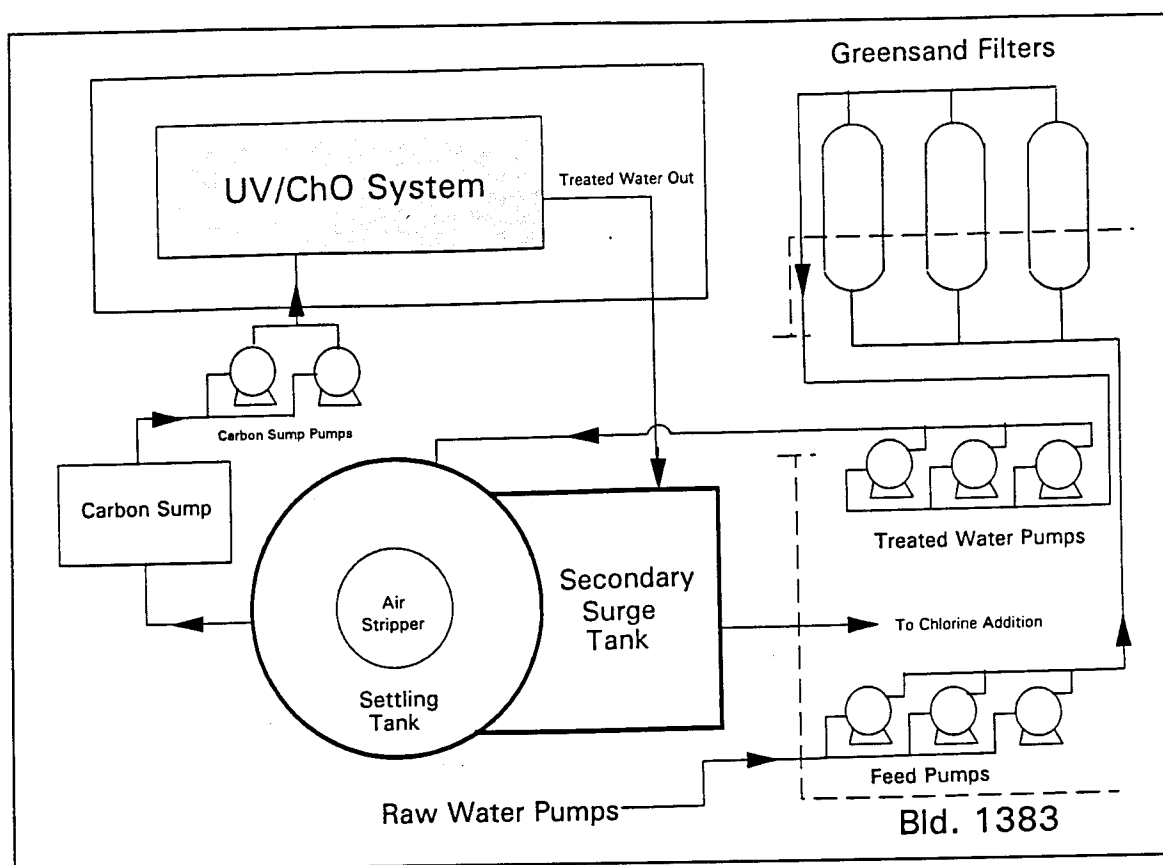 Greensand Filters
UV/ChO System
Treated Water Out
Carbon Sump Pumps
Carbon Sump
Treated Water Pumps
Air
Stripper
Settling
Tank
Secondary
Surge
Tank
To Chlorine Addition
Feed Pumps
Raw Water Pumps
Bld. 1383